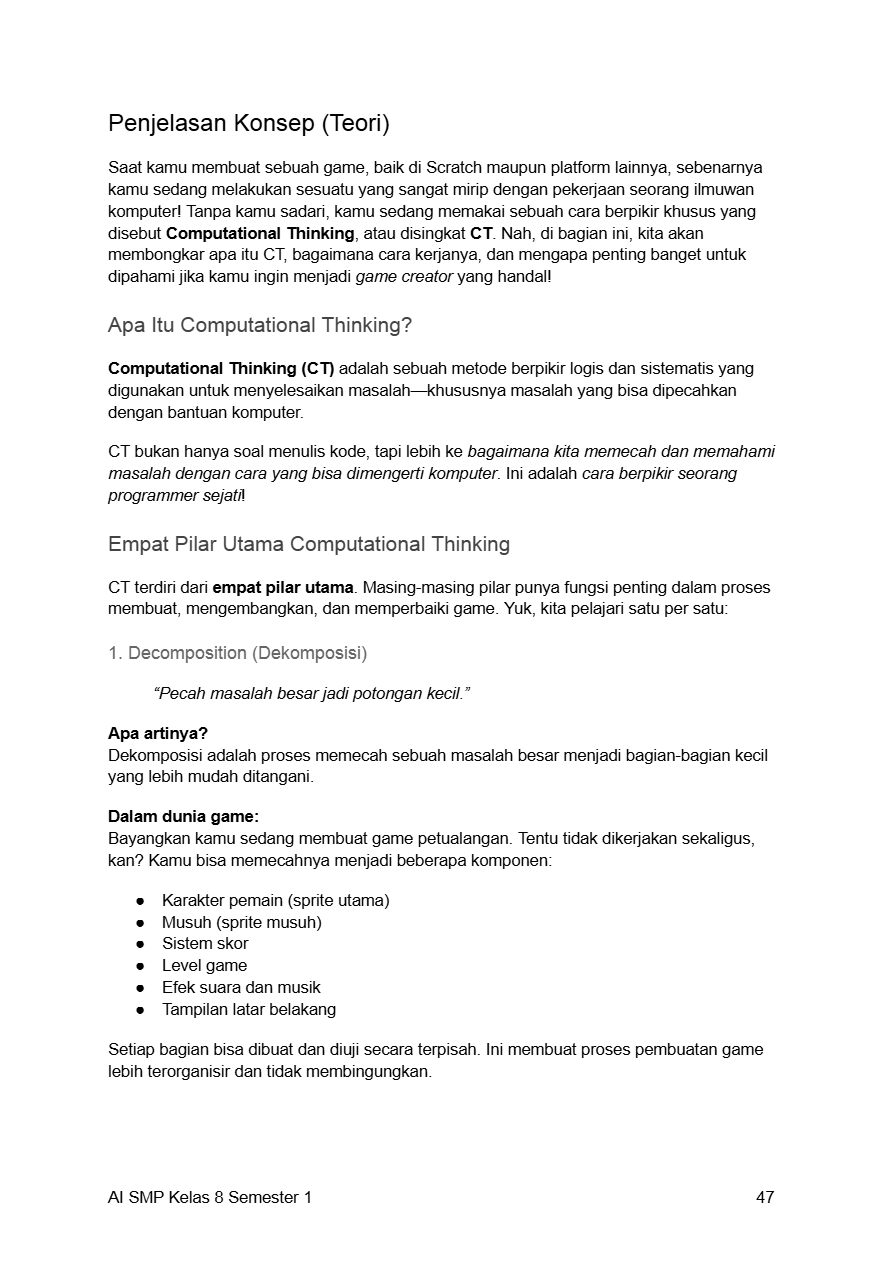 Penjelasan Konsep (Teori)
Saat kamu membuat sebuah game, baik di Scratch maupun platform lainnya, sebenarnya
kamu sedang melakukan sesuatu yang sangat mirip dengan pekerjaan seorang ilmuwan
komputer! Tanpa kamu sadari, kamu sedang memakai sebuah cara berpikir khusus yang
disebut Computational Thinking, atau disingkat CT. Nah, di bagian ini, kita akan
membongkar apa itu CT, bagaimana cara kerjanya, dan mengapa penting banget untuk
dipahami jika kamu ingin menjadi game creator yang handal!
Apa Itu Computational Thinking?
Computational Thinking (CT) adalah sebuah metode berpikir logis dan sistematis yang
digunakan untuk menyelesaikan masalah—khususnya masalah yang bisa dipecahkan
dengan bantuan komputer.
CT bukan hanya soal menulis kode, tapi lebih ke bagaimana kita memecah dan memahami
masalah dengan cara yang bisa dimengerti komputer. Ini adalah cara berpikir seorang
programmer sejati!
Empat Pilar Utama Computational Thinking
CT terdiri dari empat pilar utama. Masing-masing pilar punya fungsi penting dalam proses
membuat, mengembangkan, dan memperbaiki game. Yuk, kita pelajari satu per satu:
1. Decomposition (Dekomposisi)
“Pecah masalah besar jadi potongan kecil.”
Apa artinya?
Dekomposisi adalah proses memecah sebuah masalah besar menjadi bagian-bagian kecil
yang lebih mudah ditangani.
Dalam dunia game:
Bayangkan kamu sedang membuat game petualangan. Tentu tidak dikerjakan sekaligus,
kan? Kamu bisa memecahnya menjadi beberapa komponen:
● Karakter pemain (sprite utama)
● Musuh (sprite musuh)
● Sistem skor
● Level game
● Efek suara dan musik
● Tampilan latar belakang
Setiap bagian bisa dibuat dan diuji secara terpisah. Ini membuat proses pembuatan game
lebih terorganisir dan tidak membingungkan.
AI SMP Kelas 8 Semester 1 47